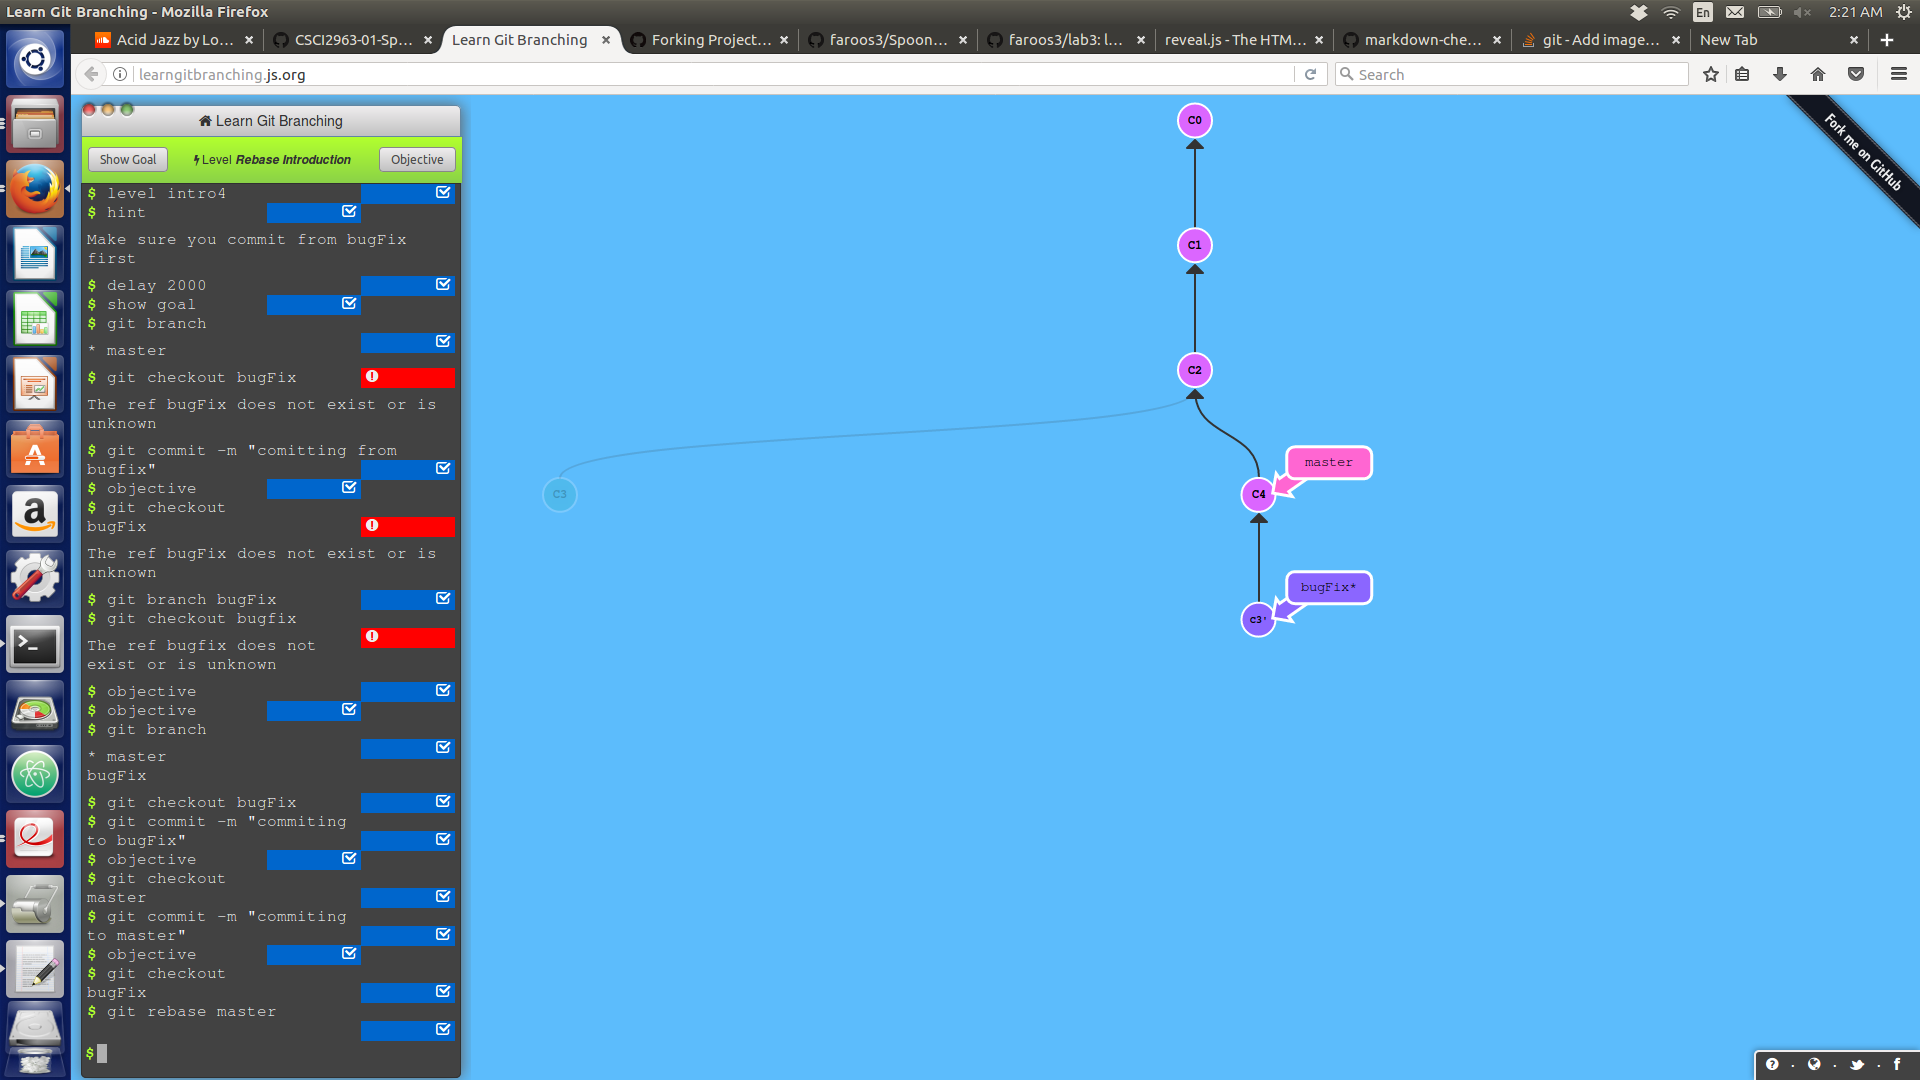 Learn Git Branching - Mozilla Firefox
En
2:21 AM
Acid Jazz by Lo... ×
CSCI2963-01-Sp... ×
Learn Git Branching ×
Forking Project... ×
faroos3/Spoon... ×
faroos3/lab3: l... ×
reveal.js - The HTM... ×
markdown-che... ×
git - Add image... ×
New Tab ×
learngitbranching.js.org
Search
Learn Git Branching
Show Goal
Level Rebase Introduction
Objective
$ level intro4
$ hint
Make sure you commit from bugFix
first
$ delay 2000
$ show goal
$ git branch
* master
$ git checkout bugFix
The ref bugFix does not exist or is
unknown
$ git commit -m "comitting from
bugfix"
$ objective
$ git checkout
bugFix
The ref bugFix does not exist or is
unknown
$ git branch bugFix
$ git checkout bugfix
The ref bugfix does not
exist or is unknown
$ objective
$ objective
$ git branch
* master
bugFix
$ git checkout bugFix
$ git commit -m "commiting
to bugFix"
$ objective
$ git checkout
master
$ git commit -m "commiting
to master"
$ objective
$ git checkout
bugFix
$ git rebase master
$
C0
C1
C2
C3
C4
master
C3'
bugFix*
Fork me on GitHub